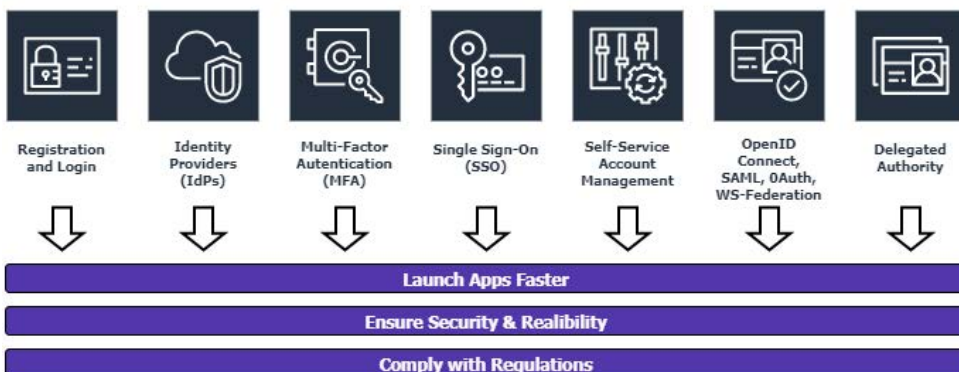 Registration
and Login
Identity
Providers
(IdPs)
Multi-Factor
Autentication
(MFA)
Single Sign-On
(SSO)
Self-Service
Account
Management
OpenID
Connect,
SAML, 0Auth,
WS-Federation
Delegated
Authority
Launch Apps Faster
Ensure Security & Realibility
Comply with Regulations